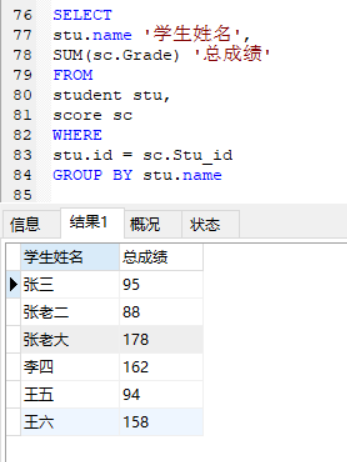 76 SELECT
77 stu.name '学生姓名',
78 SUM(sc.Grade) '总成绩'
79 FROM
80 student stu,
81 score sc
82 WHERE
83 stu.id = sc.Stu_id
84 GROUP BY stu.name
85
信息 结果1 概况 状态
学生姓名 总成绩
张三 95
张老二 88
张老大 178
李四 162
王五 94
王六 158